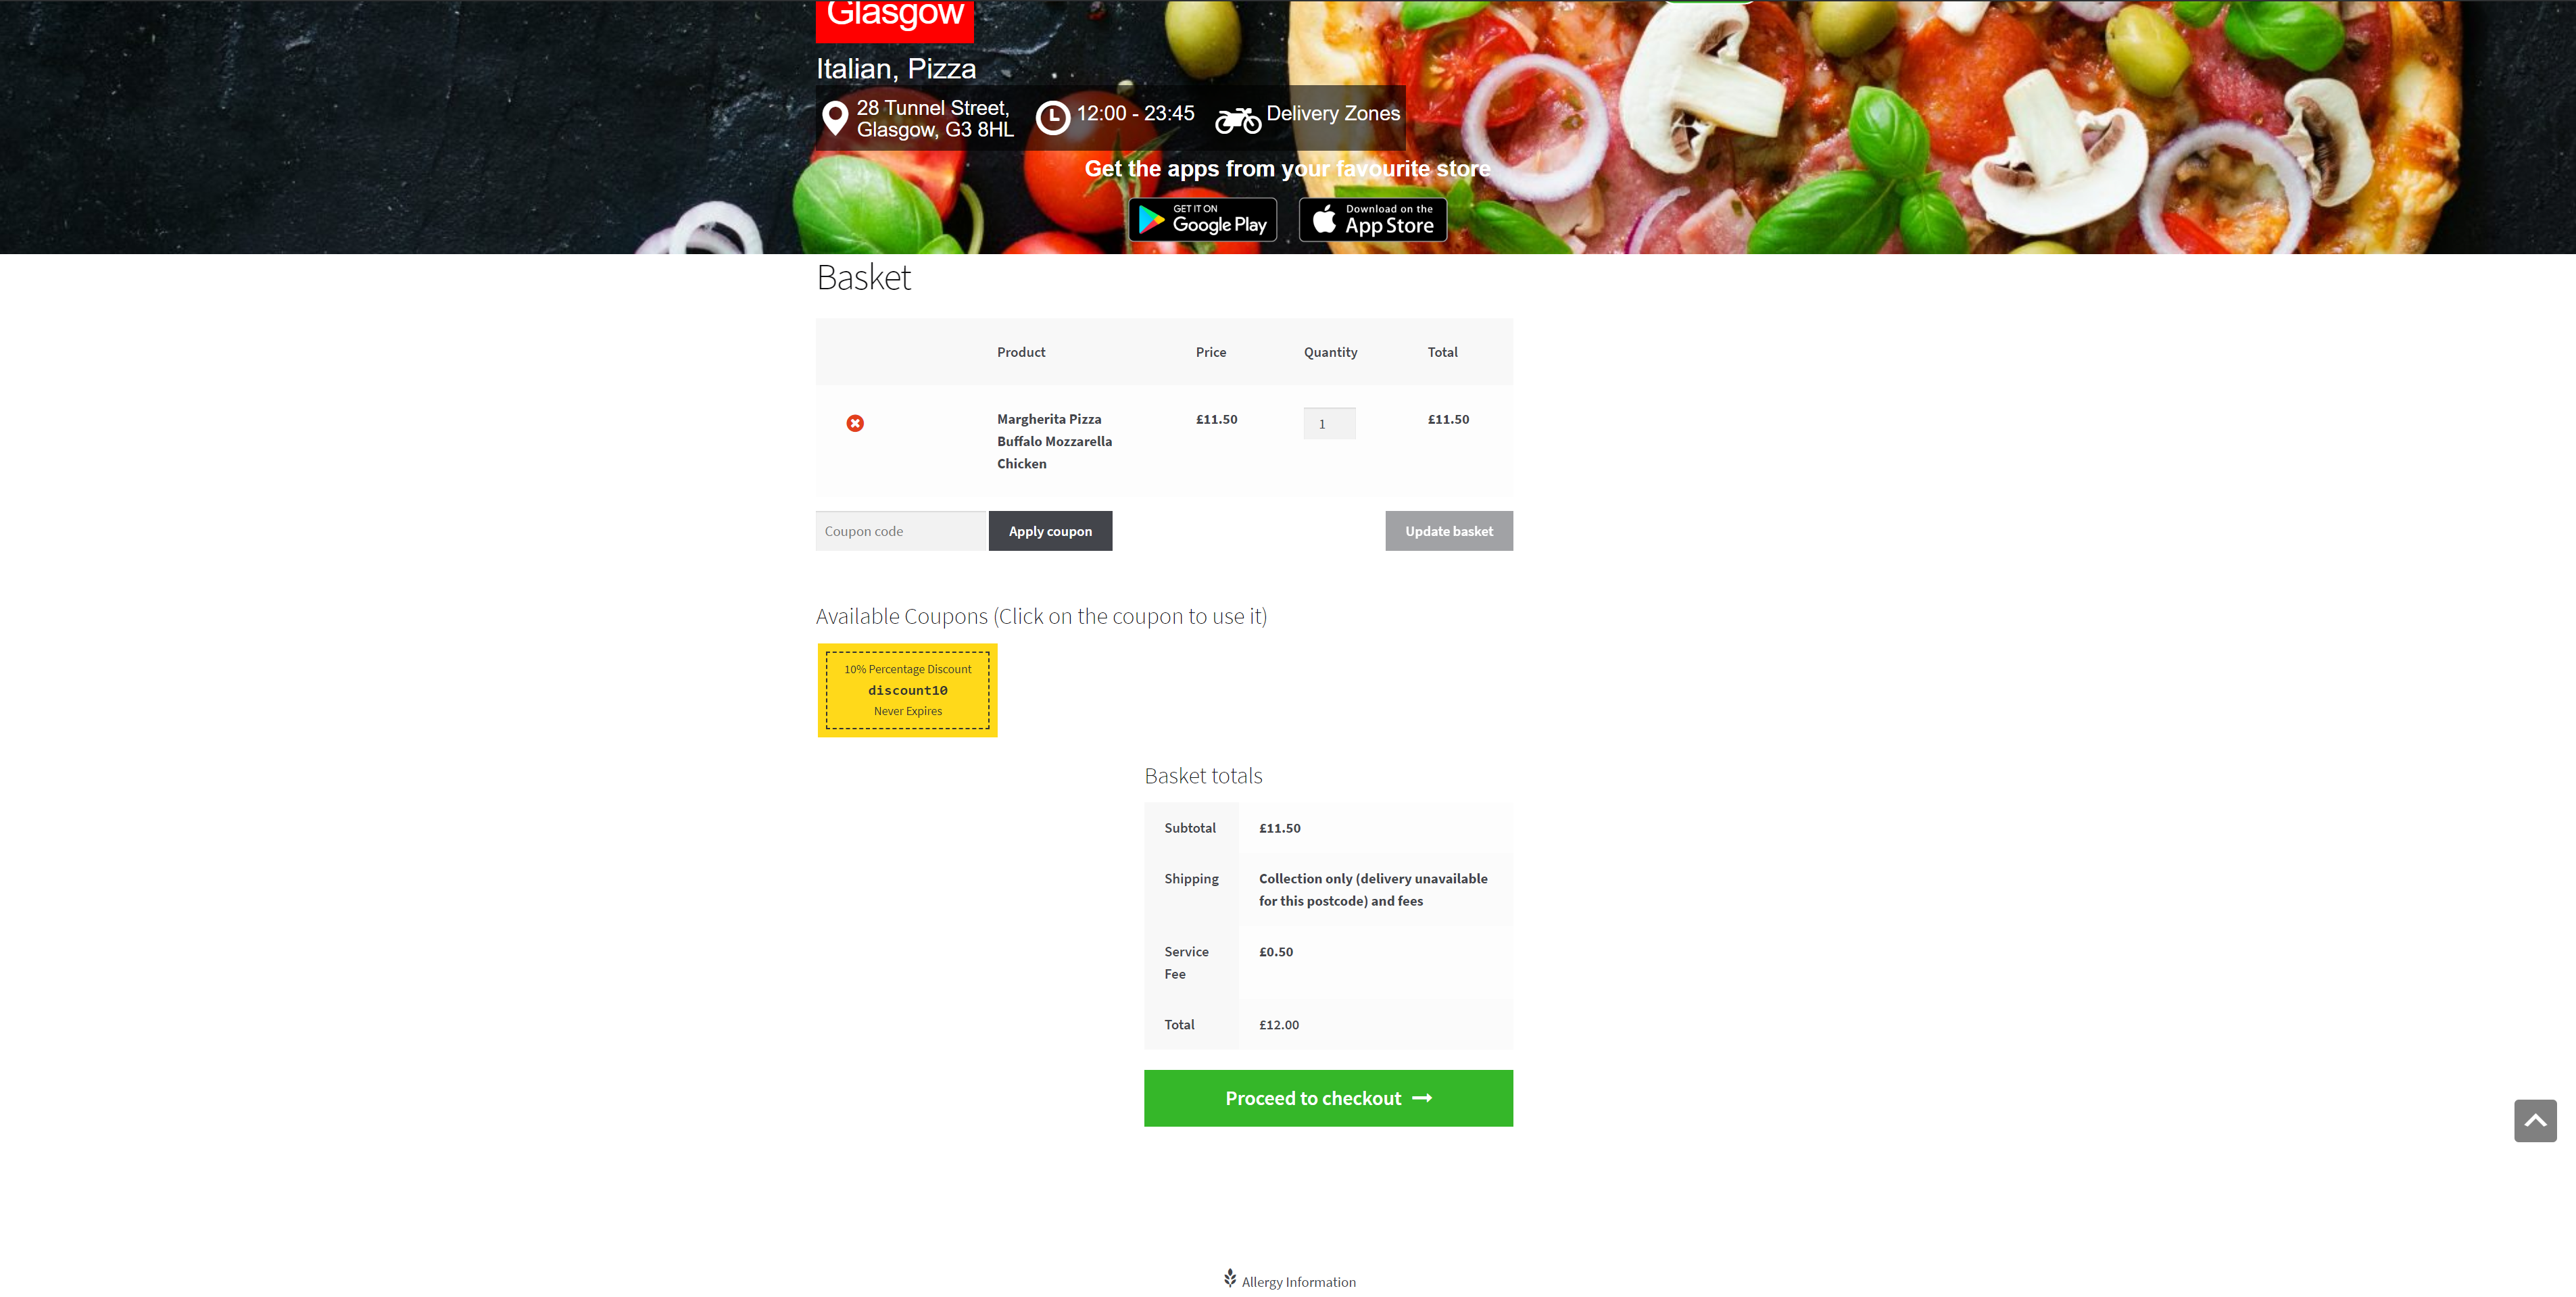 Glasgow
Italian, Pizza
28 Tunnel Street,
Glasgow, G3 8HL
12:00 - 23:45
Delivery Zones
Get the apps from your favourite store
GET IT ON
Google Play
Download on the
App Store
Basket
Product Price Quantity Total
Margherita Pizza £11.50 1 £11.50
Buffalo Mozzarella
Chicken
Coupon code Apply coupon Update basket
Available Coupons (Click on the coupon to use it)
10% Percentage Discount
discount10
Never Expires
Basket totals
Subtotal £11.50
Shipping Collection only (delivery unavailable
for this postcode) and fees
Service £0.50
Fee
Total £12.00
Proceed to checkout
Allergy Information